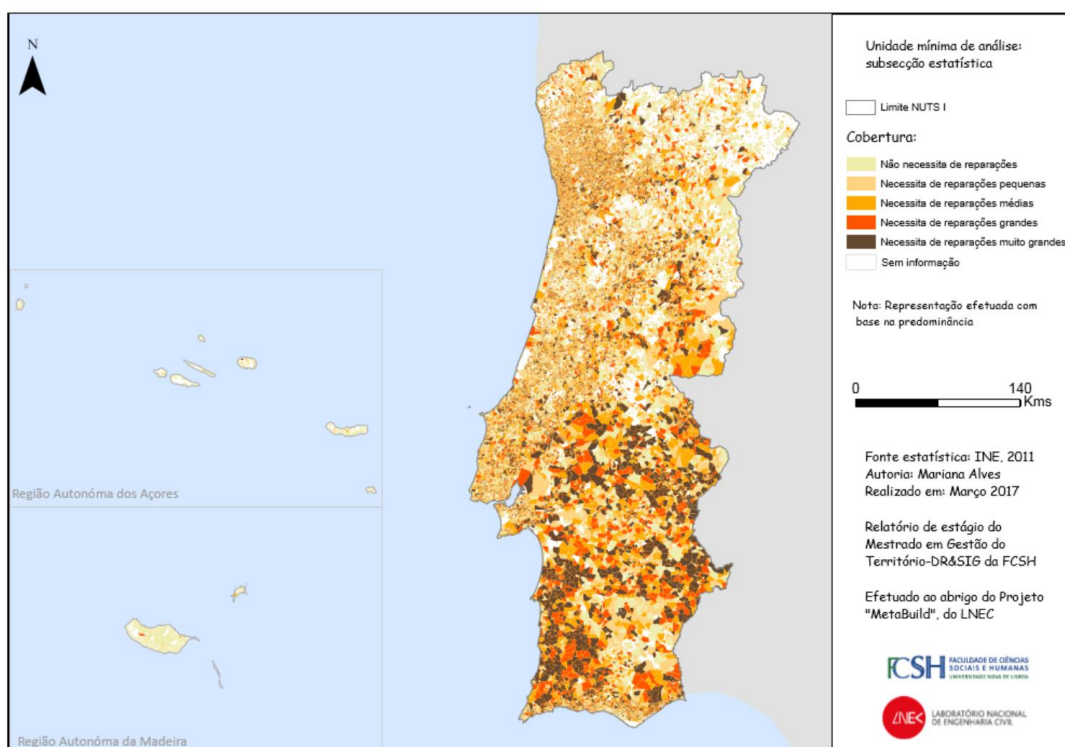 N
Região Autonóma dos Açores
Região Autonóma da Madeira
Unidade mínima de análise:
subsecção estatística
Limite NUTS I
Cobertura:
Não necessita de reparações
Necessita de reparações pequenas
Necessita de reparações médias
Necessita de reparações grandes
Necessita de reparações muito grandes
Sem informação
Nota: Representação efetuada com
base na predominância
0 140
Kms
Fonte estatística: INE, 2011
Autoria: Mariana Alves
Realizado em: Março 2017
Relatório de estágio do
Mestrado em Gestão do
Território-DR&SIG da FCSH
Efetuado ao abrigo do Projeto
"MetaBuild", do LNEC
FCSH FACULDADE DE CIÊNCIAS
SOCIAIS E HUMANAS
UNIVERSIDADE NOVA DE LISBOA
LNEC LABORATÓRIO NACIONAL
DE ENGENHARIA CIVIL